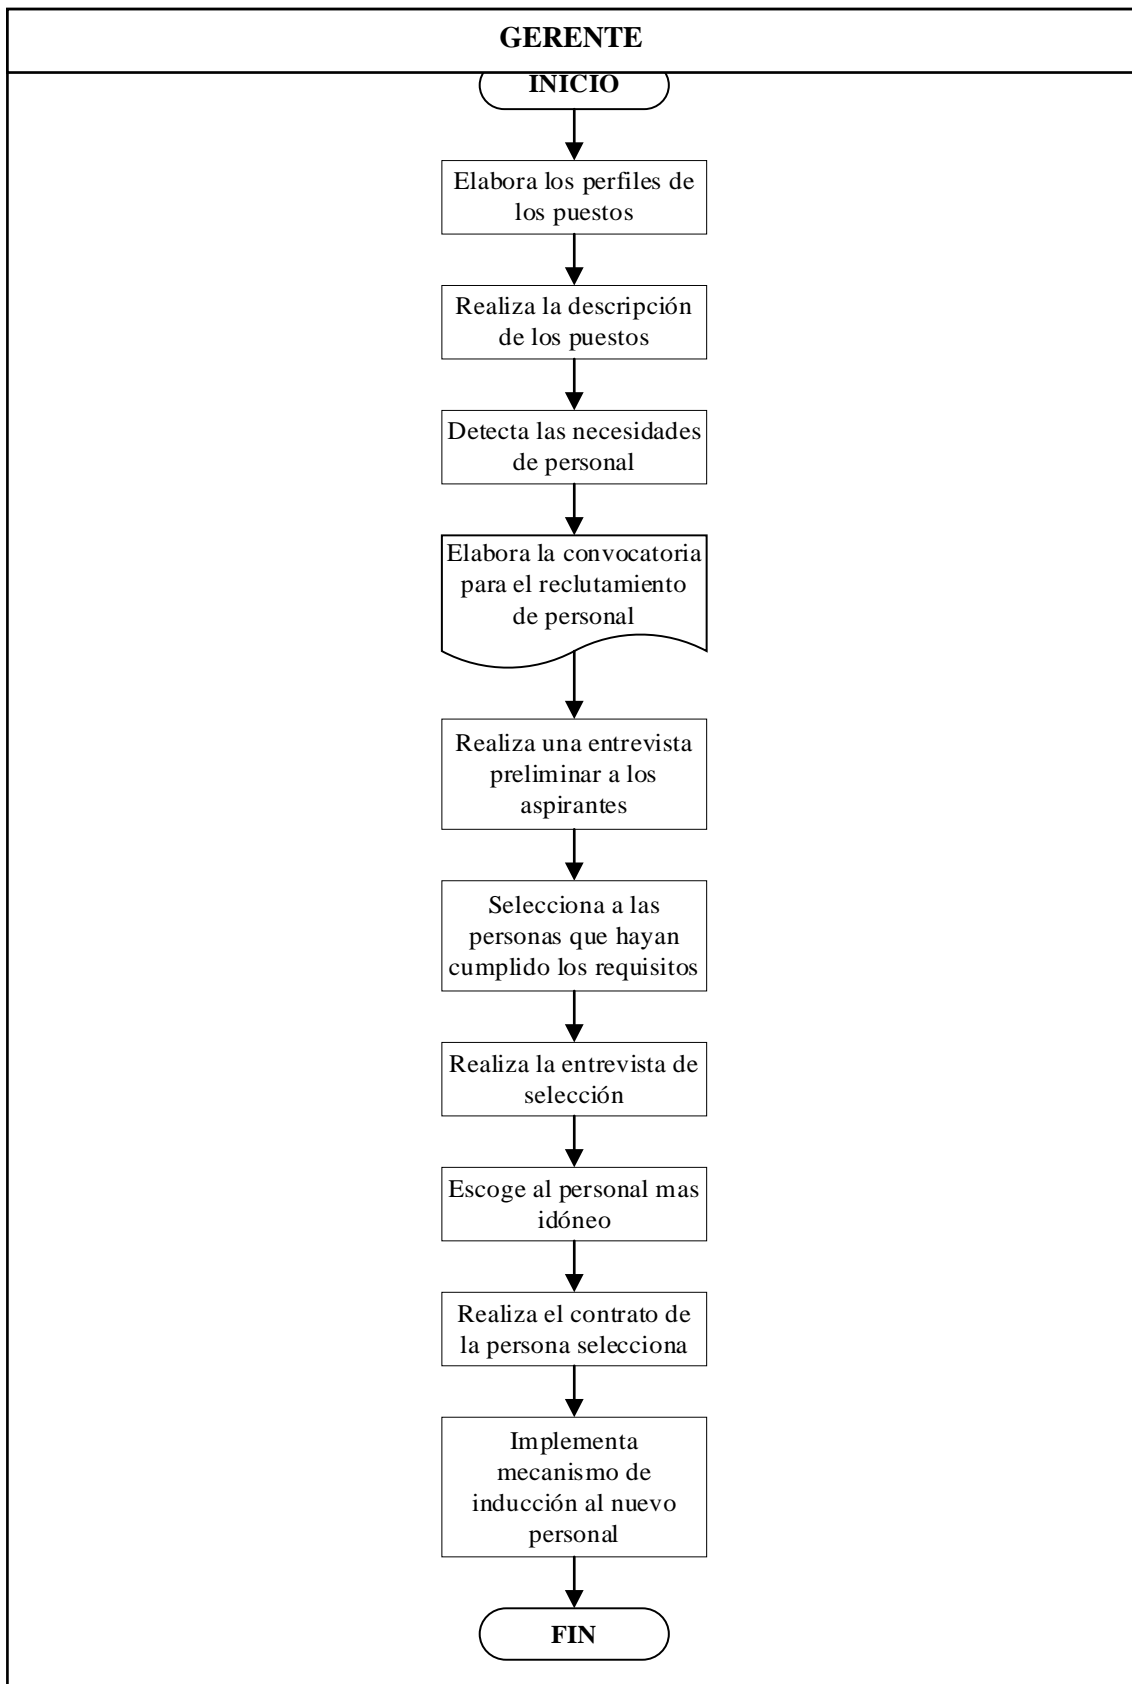 GERENTE
INICIO
Elabora los perfiles de
los puestos
Realiza la descripción
de los puestos
Detecta las necesidades
de personal
Elabora la convocatoria
para el reclutamiento
de personal
Realiza una entrevista
preliminar a los
aspirantes
Selecciona a las
personas que hayan
cumplido los requisitos
Realiza la entrevista de
selección
Escoge al personal mas
idóneo
Realiza el contrato de
la persona selecciona
Implementa
mecanismo de
inducción al nuevo
personal
FIN